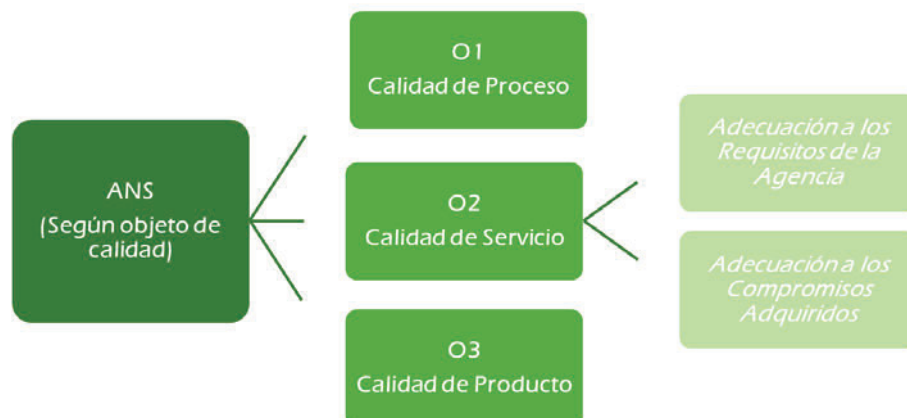 ANS
(Según objeto de
calidad)
O1
Calidad de Proceso
O2
Calidad de Servicio
O3
Calidad de Producto
Adecuación a los
Requisitos de la
Agencia
Adecuación a los
Compromisos
Adquiridos